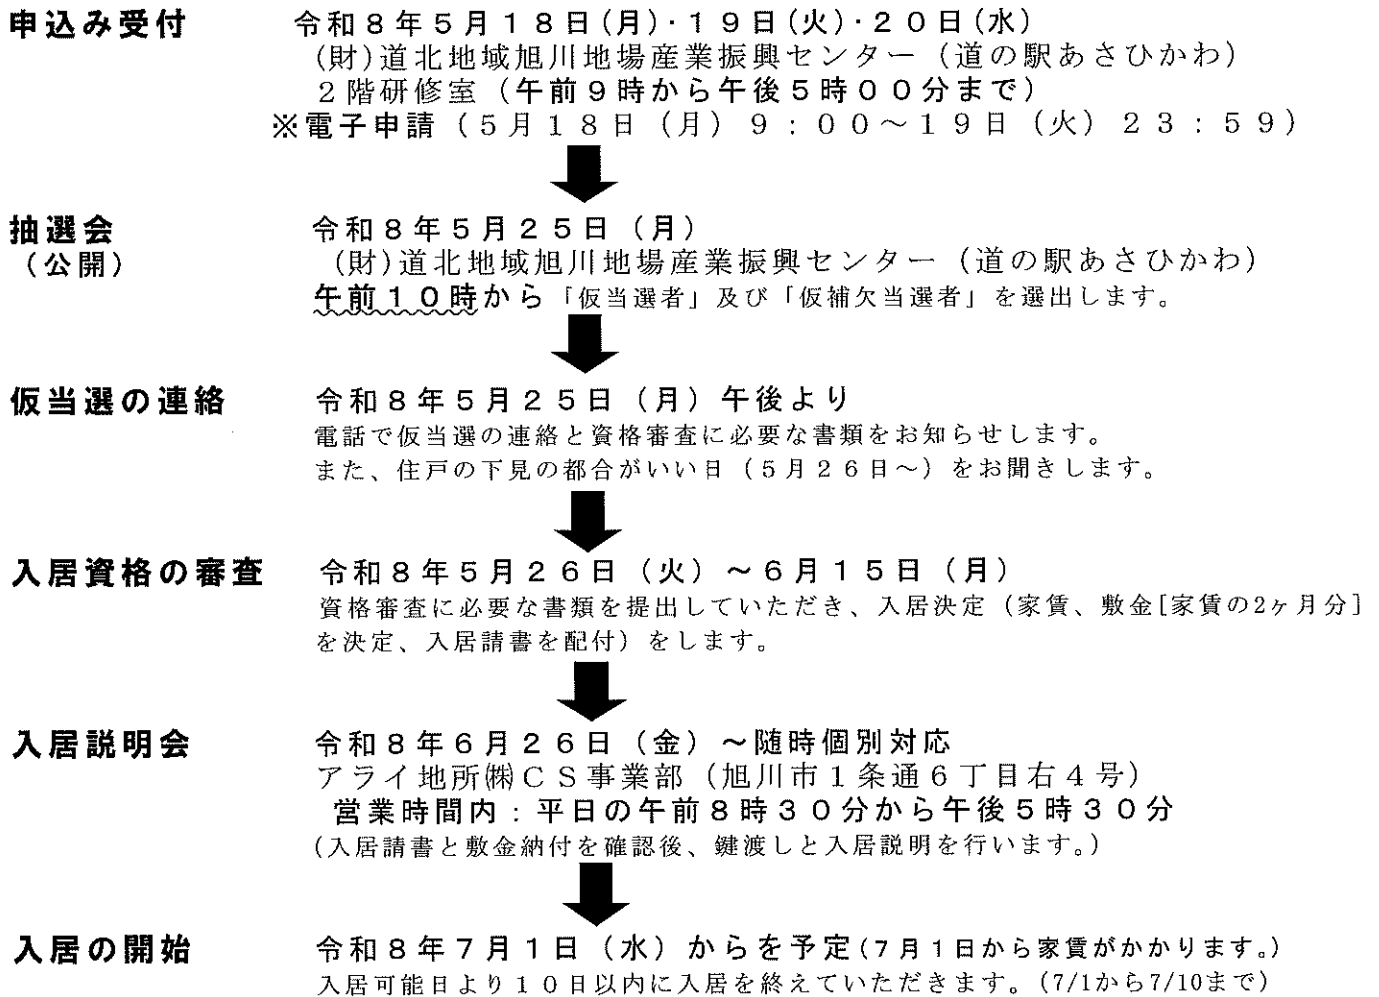 申込み受付　令和８年５月１８日(月)・１９日(火)・２０日(水)
(財)道北地域旭川地場産業振興センター（道の駅あさひかわ）
２階研修室（午前９時から午後５時００分まで）
※電子申請（５月１８日（月）９：００～１９日（火）２３：５９）
抽選会　令和８年５月２５日（月）
（公開）　(財)道北地域旭川地場産業振興センター（道の駅あさひかわ）
午前１０時から「仮当選者」及び「仮補欠当選者」を選出します。
仮当選の連絡　令和８年５月２５日（月）午後より
電話で仮当選の連絡と資格審査に必要な書類をお知らせします。
また、住戸の下見の都合がいい日（５月２６日～）をお聞きします。
入居資格の審査　令和８年５月２６日（火）～６月１５日（月）
資格審査に必要な書類を提出していただき、入居決定（家賃、敷金[家賃の2ヶ月分]
を決定、入居請書を配付）をします。
入居説明会　令和８年６月２６日（金）～随時個別対応
アライ地所㈱ＣＳ事業部（旭川市１条通６丁目右４号）
営業時間内：平日の午前８時３０分から午後５時３０分
(入居請書と敷金納付を確認後、鍵渡しと入居説明を行います。)
入居の開始　令和８年７月１日（水）からを予定(７月１日から家賃がかかります。)
入居可能日より１０日以内に入居を終えていただきます。(7/1から7/10まで)